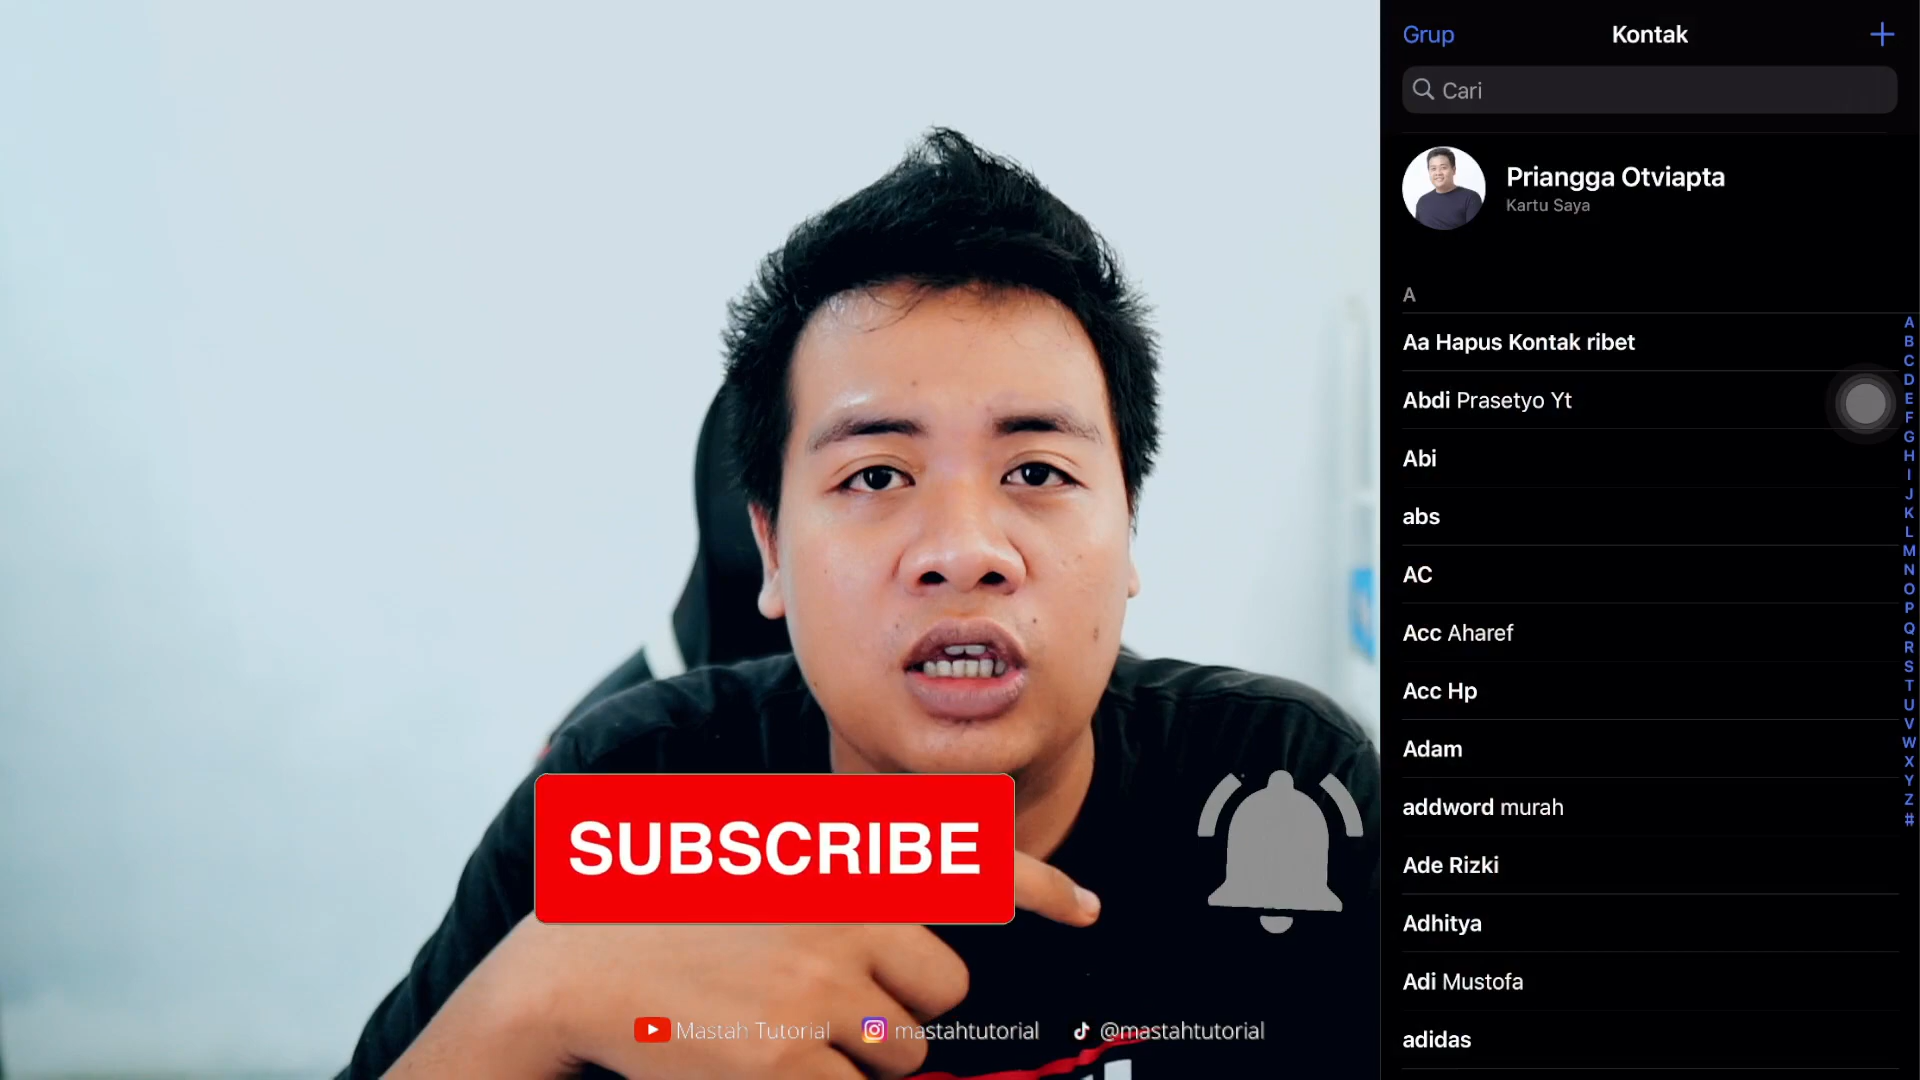 Grup
Kontak
Cari
Priangga Otviapta
Kartu Saya
A
Aa Hapus Kontak ribet
Abdi Prasetyo Yt
Abi
abs
AC
Acc Aharef
Acc Hp
Adam
addword murah
Ade Rizki
Adhitya
Adi Mustofa
adidas
A
B
C
D
E
F
G
H
I
J
K
L
M
N
O
P
Q
R
S
T
U
V
W
X
Y
Z
#
SUBSCRIBE
Mastah Tutorial mastahtutorial @mastahtutorial